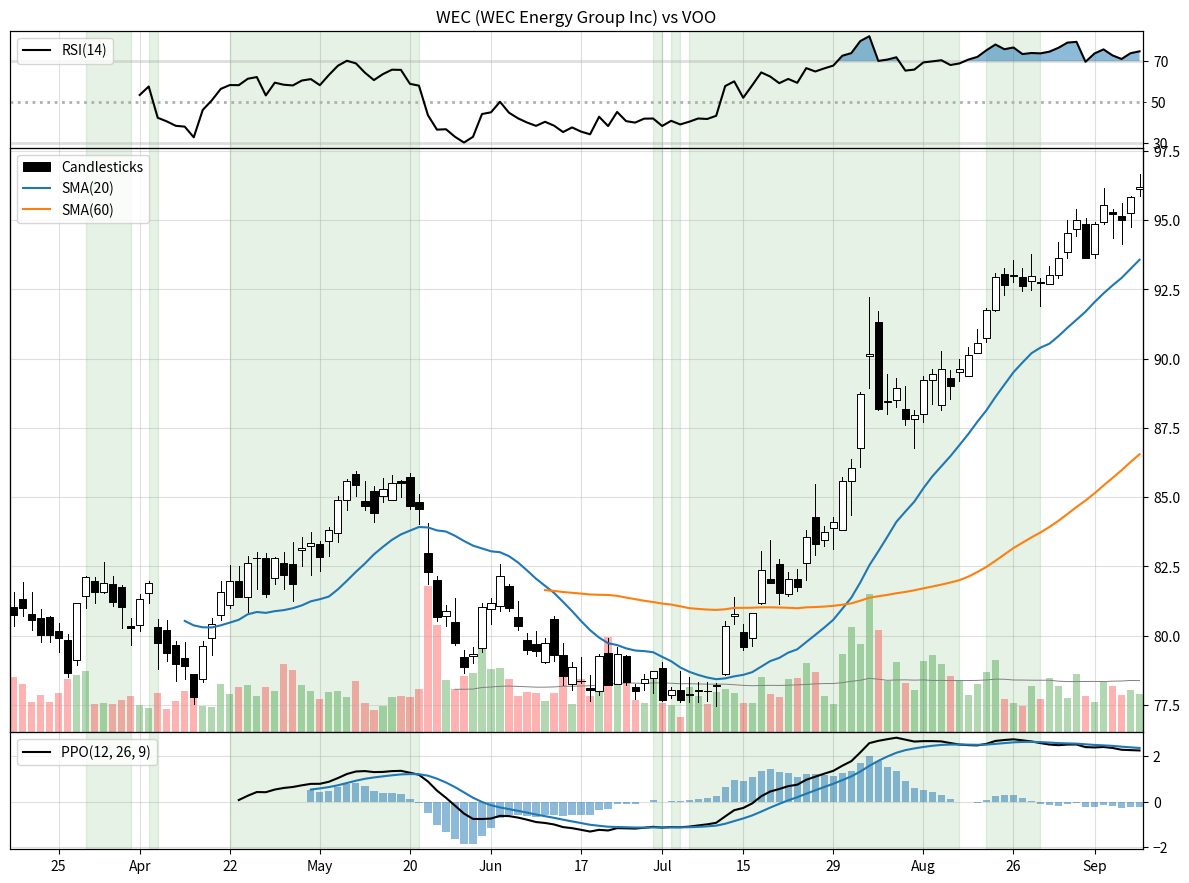 WEC (WEC Energy Group Inc) vs VOO
RSI(14)
70
50
30
Candlesticks
SMA(20)
SMA(60)
97.5
95.0
92.5
90.0
87.5
85.0
82.5
80.0
77.5
PPO(12, 26, 9)
2
0
−2
25 Apr 22 May 20 Jun 17 Jul 15 29 Aug 26 Sep